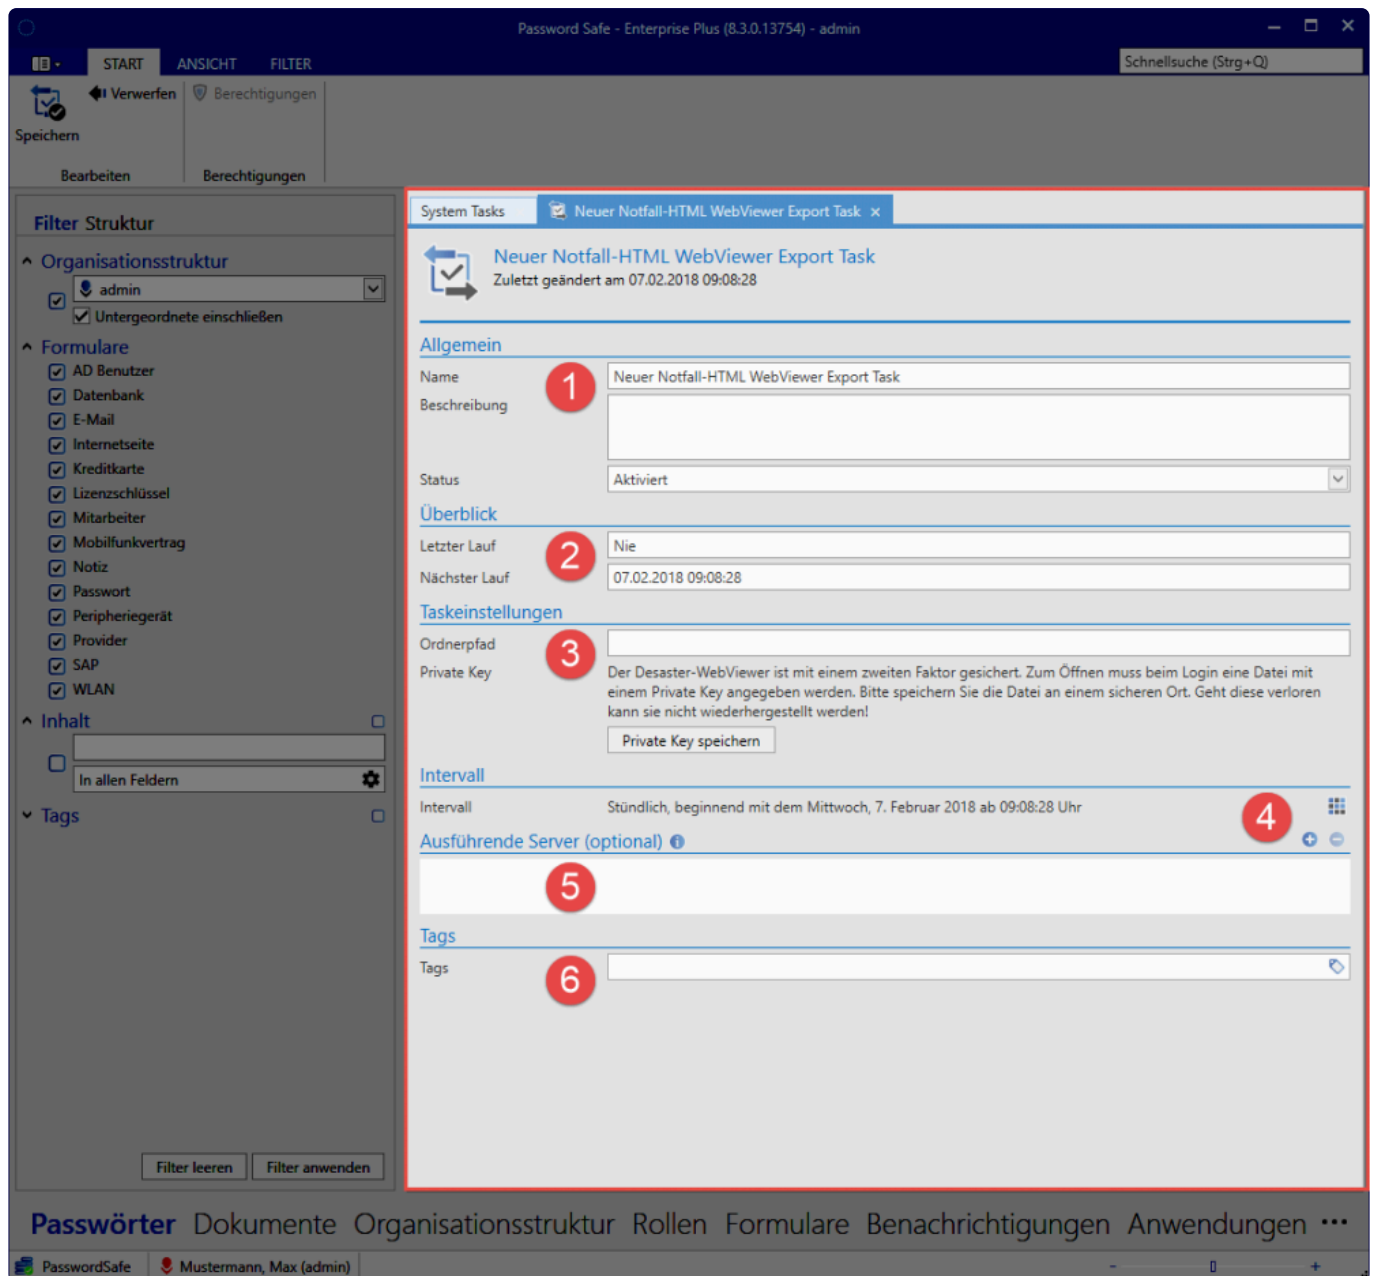 Password Safe - Enterprise Plus (8.3.0.13754) - admin
START ANSICHT FILTER
Schnellsuche (Strg+Q)
Speichern
Verwerfen
Berechtigungen
Bearbeiten
Berechtigungen
Filter Struktur
Organisationsstruktur
admin
Untergeordnete einschließen
Formulare
AD Benutzer
Datenbank
E-Mail
Internetseite
Kreditkarte
Lizenzschlüssel
Mitarbeiter
Mobilfunkvertrag
Notiz
Passwort
Peripheriegerät
Provider
SAP
WLAN
Inhalt
In allen Feldern
Tags
Filter leeren
Filter anwenden
System Tasks
Neuer Notfall-HTML WebViewer Export Task
Neuer Notfall-HTML WebViewer Export Task
Zuletzt geändert am 07.02.2018 09:08:28
Allgemein
1
Name Neuer Notfall-HTML WebViewer Export Task
Beschreibung
Status Aktiviert
Überblick
2
Letzter Lauf Nie
Nächster Lauf 07.02.2018 09:08:28
Taskeinstellungen
3
Ordnerpfad
Private Key Der Desaster-WebViewer ist mit einem zweiten Faktor gesichert. Zum Öffnen muss beim Login eine Datei mit
einem Private Key angegeben werden. Bitte speichern Sie die Datei an einem sicheren Ort. Geht diese verloren
kann sie nicht wiederhergestellt werden!
Private Key speichern
Intervall
Intervall Stündlich, beginnend mit dem Mittwoch, 7. Februar 2018 ab 09:08:28 Uhr
4
Ausführende Server (optional)
5
Tags
Tags
6
Passwörter Dokumente Organisationsstruktur Rollen Formulare Benachrichtigungen Anwendungen ...
PasswordSafe Mustermann, Max (admin)